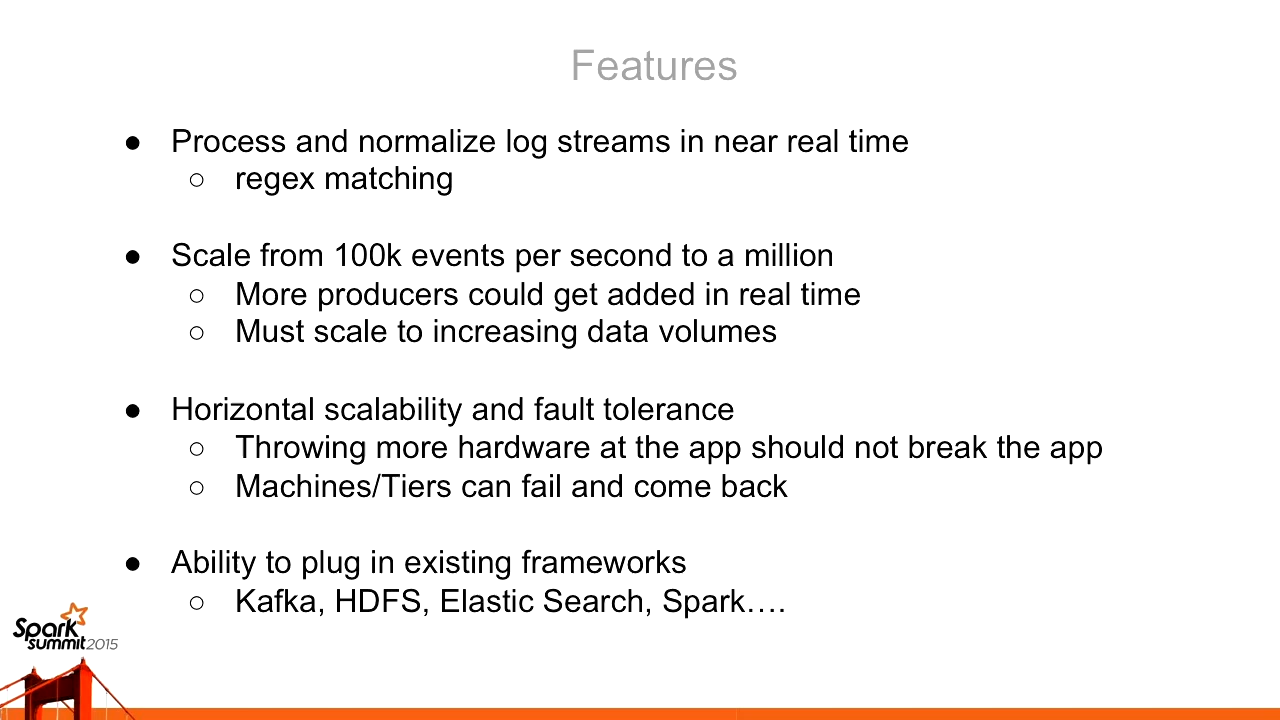 Features
● Process and normalize log streams in near real time
○ regex matching
● Scale from 100k events per second to a million
○ More producers could get added in real time
○ Must scale to increasing data volumes
● Horizontal scalability and fault tolerance
○ Throwing more hardware at the app should not break the app
○ Machines/Tiers can fail and come back
● Ability to plug in existing frameworks
○ Kafka, HDFS, Elastic Search, Spark….
Spark
summit 2015